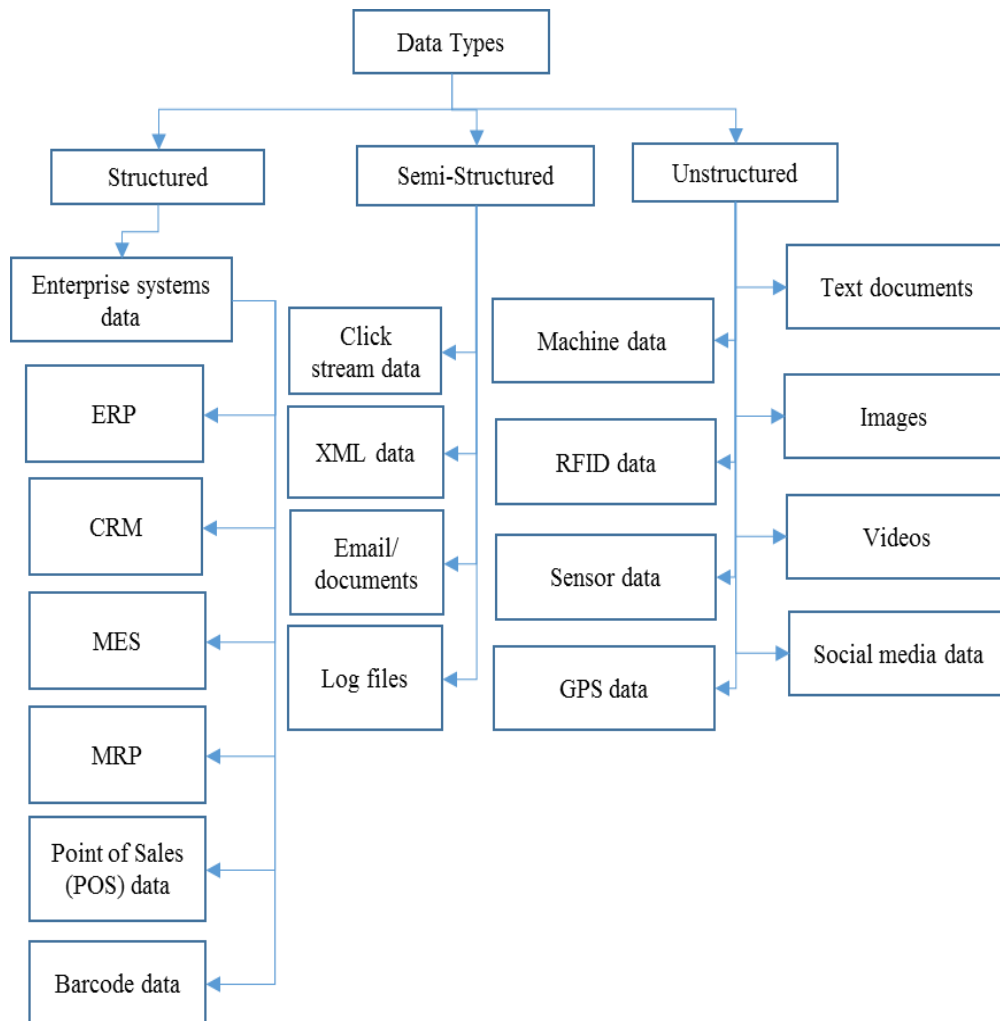 Data Types
Structured
Semi-Structured
Unstructured
Enterprise systems
data
ERP
CRM
MES
MRP
Point of Sales
(POS) data
Barcode data
Click
stream data
XML data
Email/
documents
Log files
Machine data
RFID data
Sensor data
GPS data
Text documents
Images
Videos
Social media data